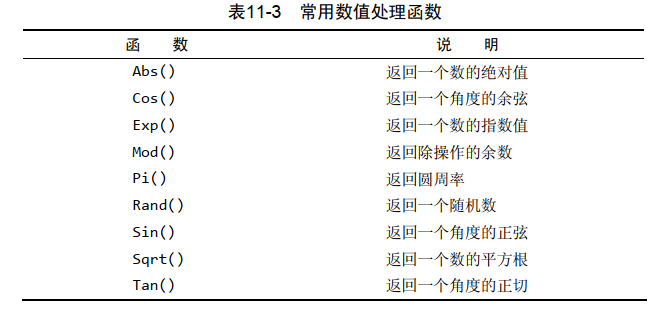 表11-3 常用数值处理函数
函 数 说 明
Abs() 返回一个数的绝对值
Cos() 返回一个角度的余弦
Exp() 返回一个数的指数值
Mod() 返回除操作的余数
Pi() 返回圆周率
Rand() 返回一个随机数
Sin() 返回一个角度的正弦
Sqrt() 返回一个数的平方根
Tan() 返回一个角度的正切